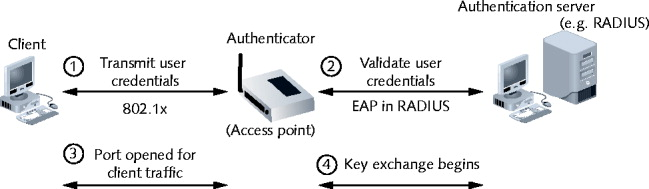 Authentication server
(e.g. RADIUS)
Client
Authenticator
1 Transmit user
credentials
802.1x
2 Validate user
credentials
EAP in RADIUS
(Access point)
3 Port opened for
client traffic
4 Key exchange begins